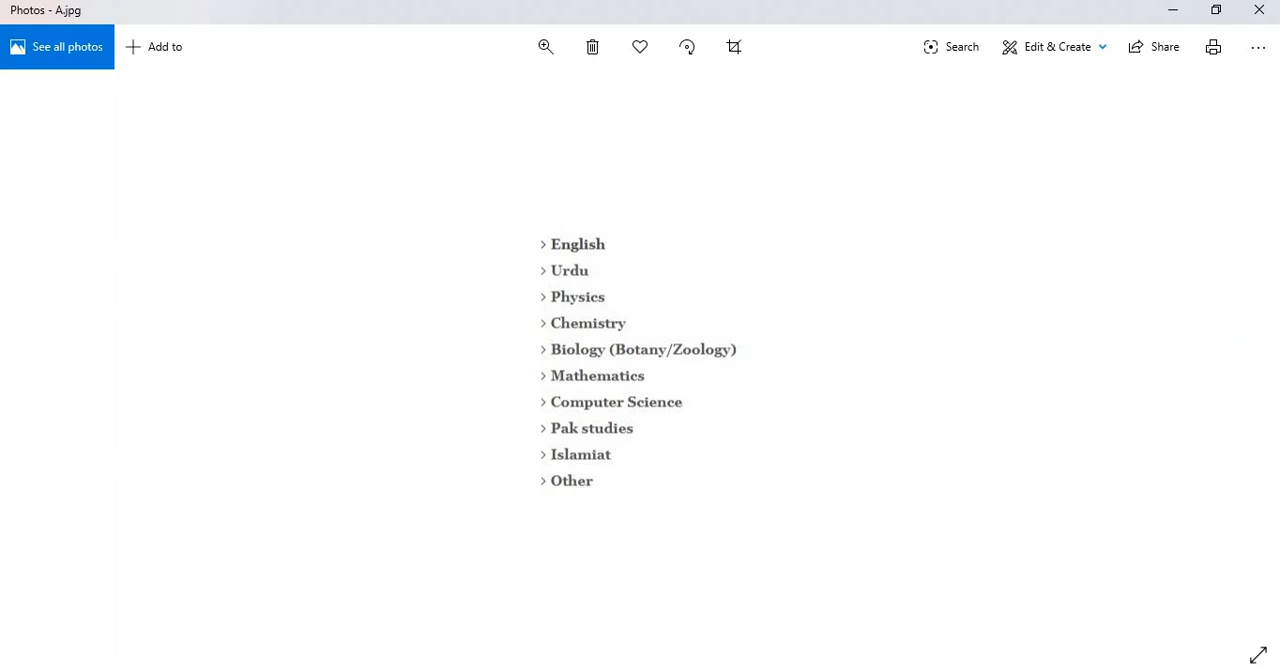 Photos - A.jpg
See all photos
Add to
Search
Edit & Create
Share
> English
> Urdu
> Physics
> Chemistry
> Biology (Botany/Zoology)
> Mathematics
> Computer Science
> Pak studies
> Islamiat
> Other